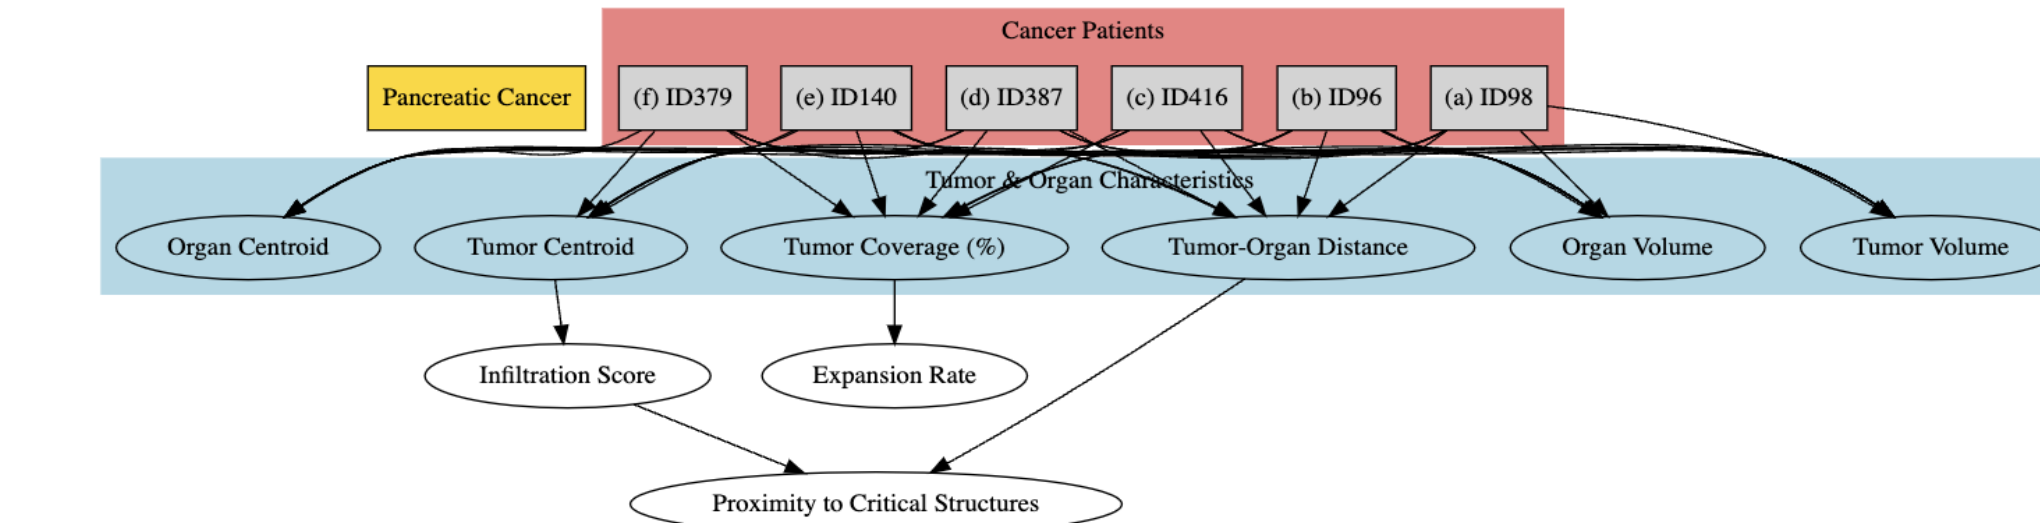 Cancer Patients
Pancreatic Cancer
(f) ID379
(e) ID140
(d) ID387
(c) ID416
(b) ID96
(a) ID98
Tumor & Organ Characteristics
Organ Centroid
Tumor Centroid
Tumor Coverage (%)
Tumor-Organ Distance
Organ Volume
Tumor Volume
Infiltration Score
Expansion Rate
Proximity to Critical Structures